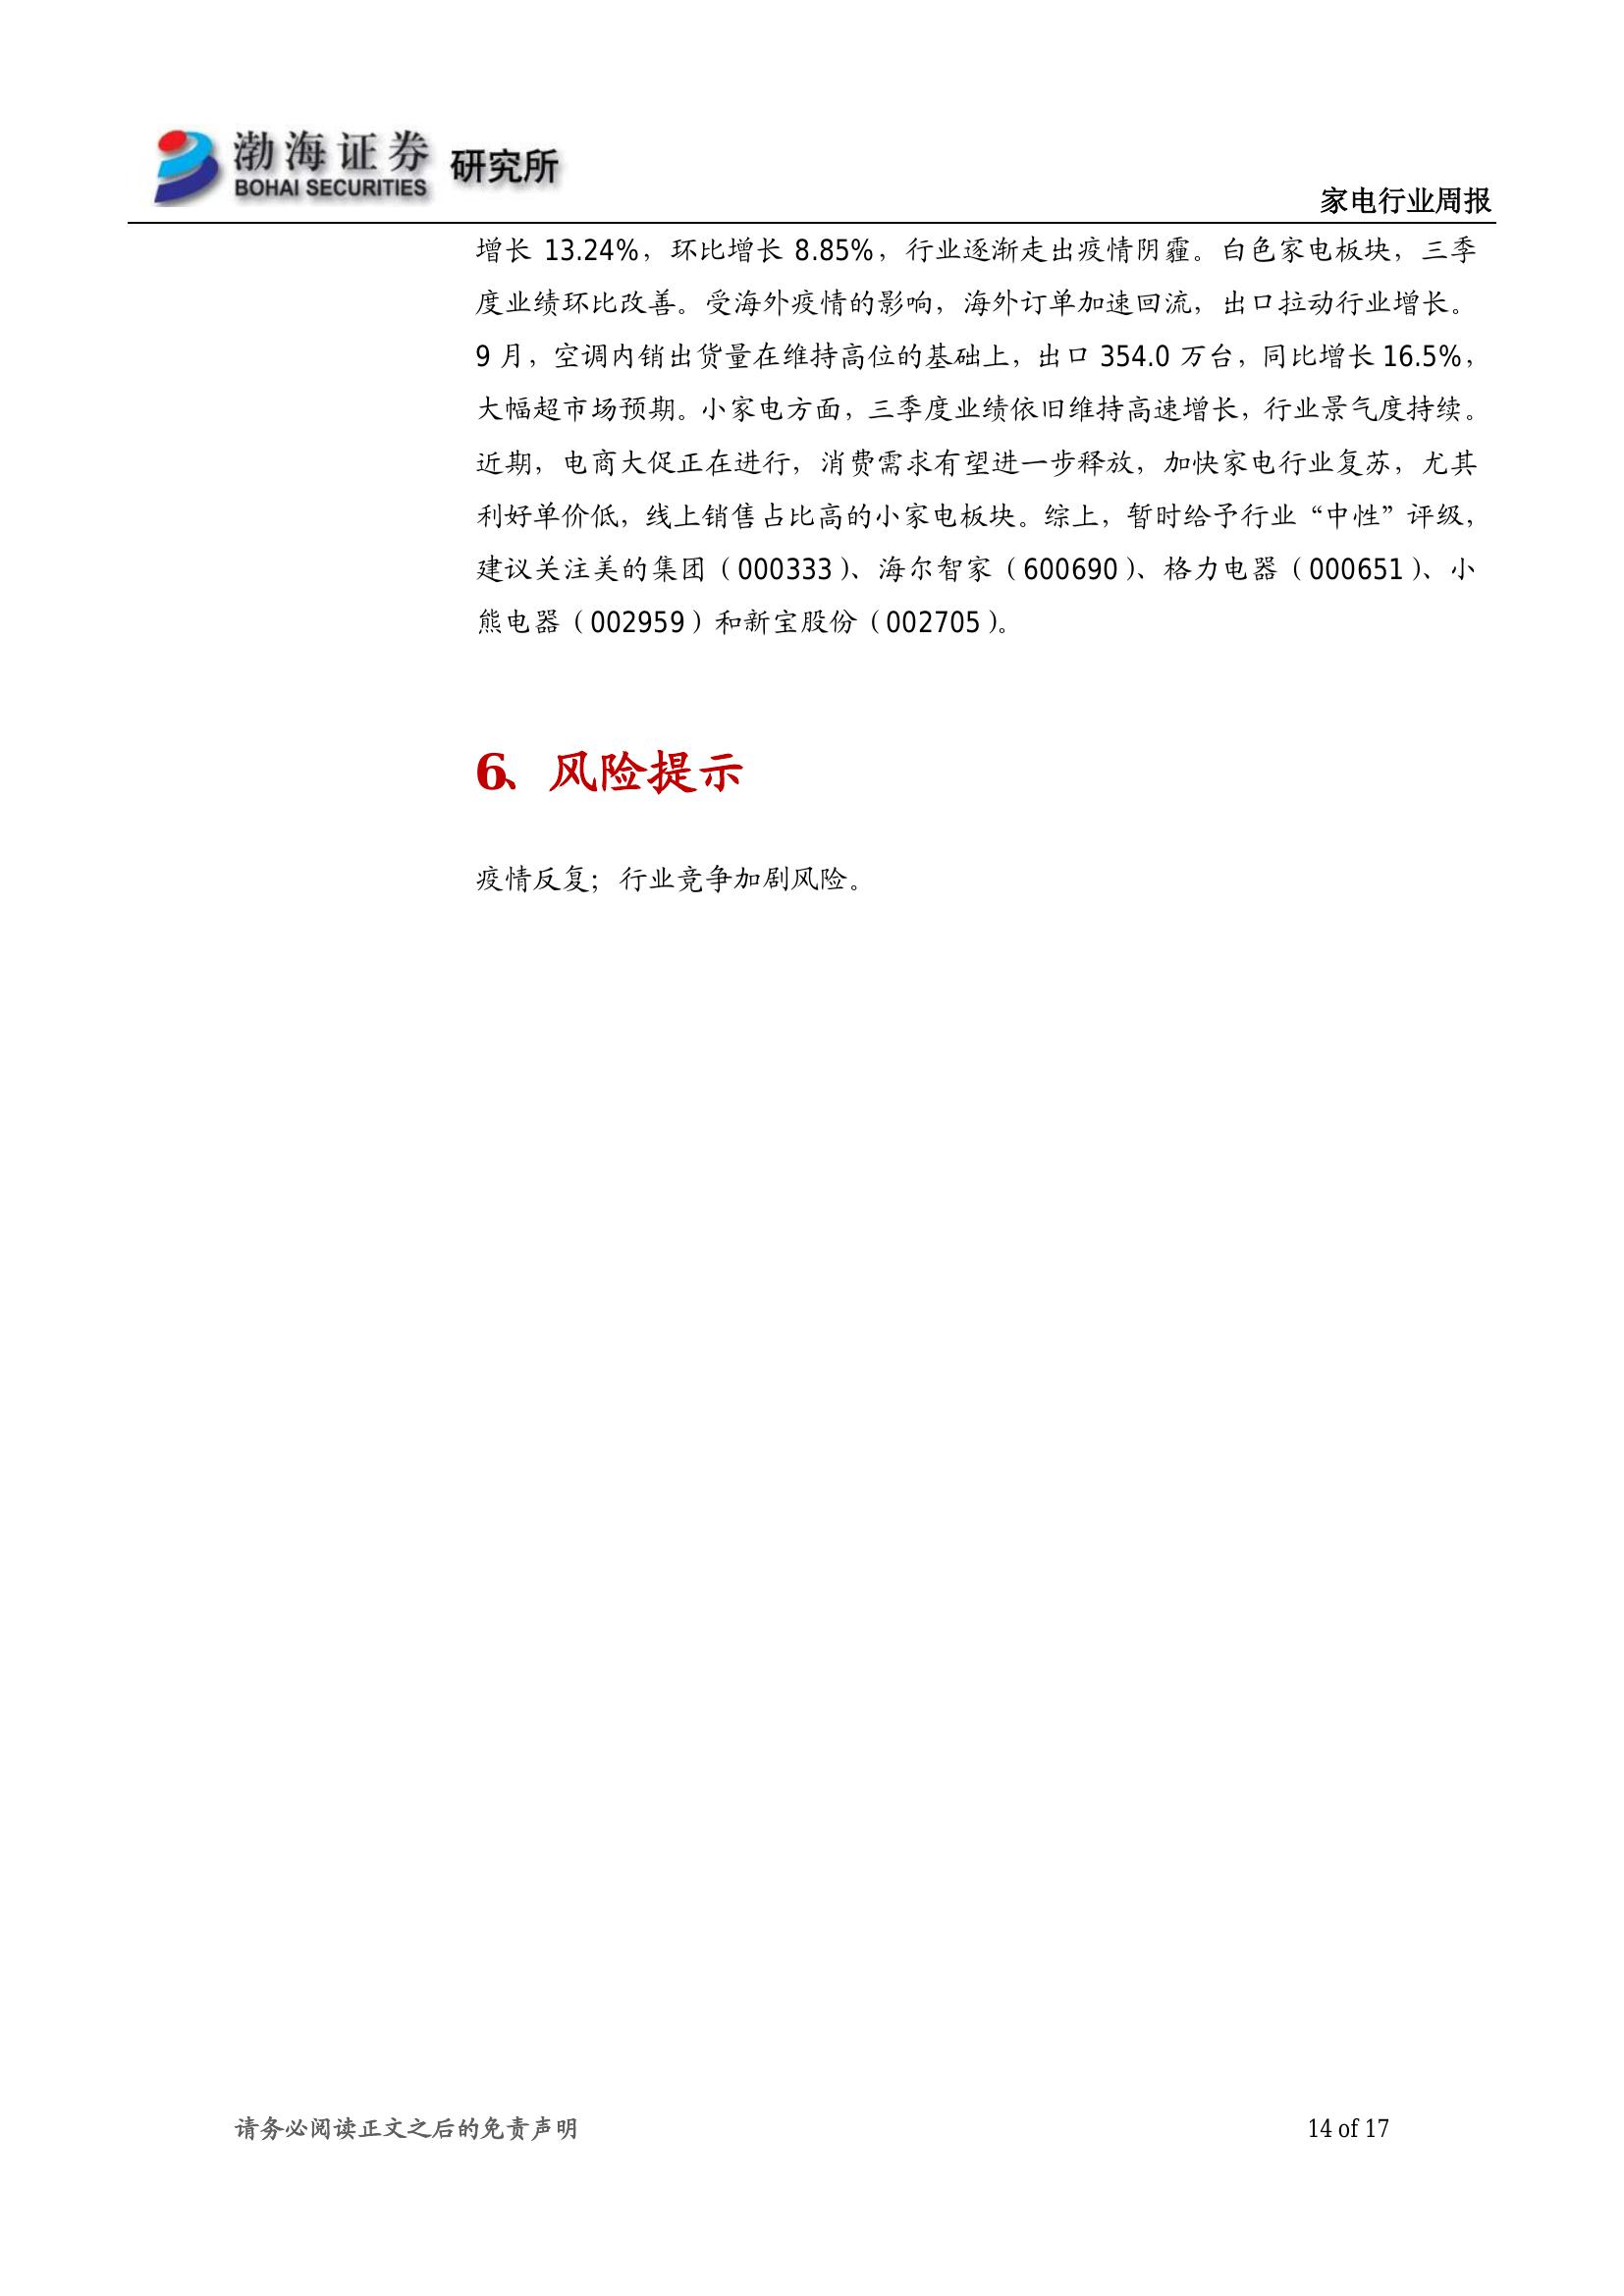 渤海证券
BOHAI SECURITIES
研究所
家电行业周报
增长 13.24%，环比增长 8.85%，行业逐渐走出疫情阴霾。白色家电板块，三季
度业绩环比改善。受海外疫情的影响，海外订单加速回流，出口拉动行业增长。
9 月，空调内销出货量在维持高位的基础上，出口 354.0 万台，同比增长 16.5%，
大幅超市场预期。小家电方面，三季度业绩依旧维持高速增长，行业景气度持续。
近期，电商大促正在进行，消费需求有望进一步释放，加快家电行业复苏，尤其
利好单价低，线上销售占比高的小家电板块。综上，暂时给予行业“中性”评级，
建议关注美的集团（000333）、海尔智家（600690）、格力电器（000651）、小
熊电器（002959）和新宝股份（002705）。
6、风险提示
疫情反复；行业竞争加剧风险。
请务必阅读正文之后的免责声明
14 of 17